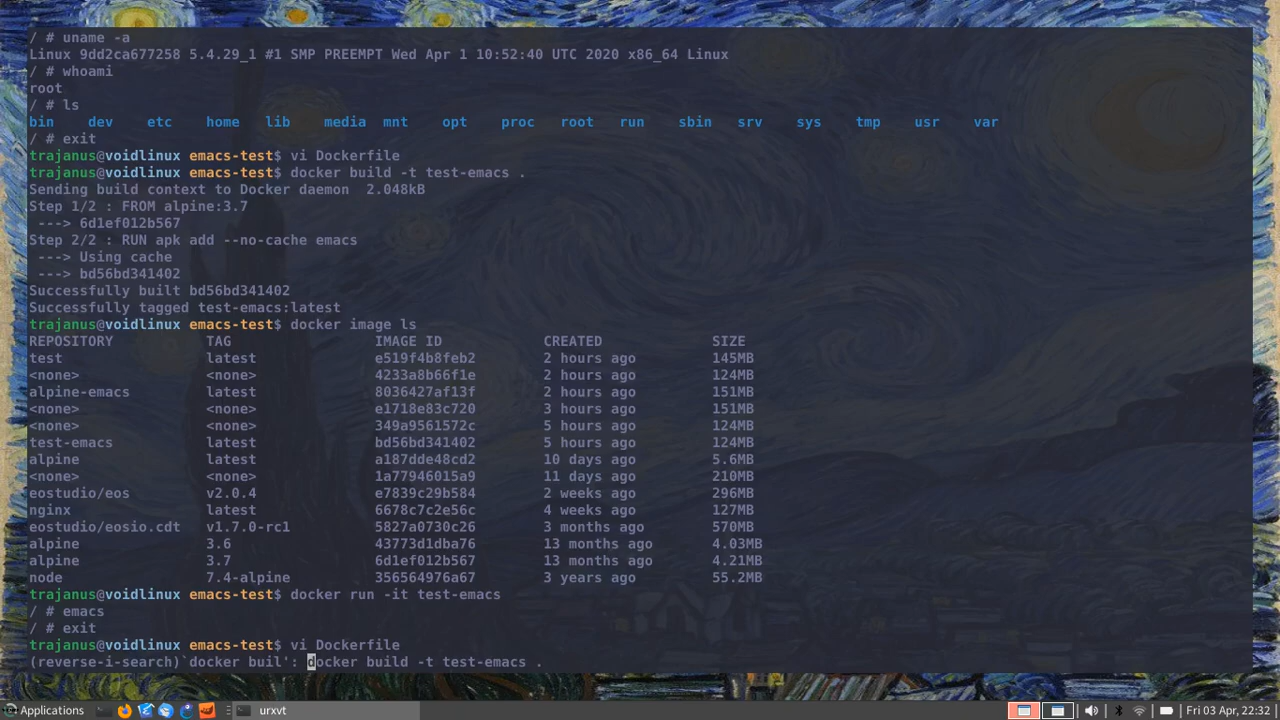 / # uname -a
Linux 9dd2ca677258 5.4.29_1 #1 SMP PREEMPT Wed Apr 1 10:52:40 UTC 2020 x86_64 Linux
/ # whoami
root
/ # ls
bin dev etc home lib media mnt opt proc root run sbin srv sys tmp usr var
/ # exit
trajanus@voidlinux emacs-test$ vi Dockerfile
trajanus@voidlinux emacs-test$ docker build -t test-emacs .
Sending build context to Docker daemon 2.048kB
Step 1/2 : FROM alpine:3.7
---> 6d1ef012b567
Step 2/2 : RUN apk add --no-cache emacs
---> Using cache
---> bd56bd341402
Successfully built bd56bd341402
Successfully tagged test-emacs:latest
trajanus@voidlinux emacs-test$ docker image ls
REPOSITORY TAG IMAGE ID CREATED SIZE
test latest e519f4b8feb2 2 hours ago 145MB
<none> <none> 4233a8b66f1e 2 hours ago 124MB
alpine-emacs latest 8036427af13f 2 hours ago 151MB
<none> <none> e1718e83c720 3 hours ago 151MB
<none> <none> 349a9561572c 5 hours ago 124MB
test-emacs latest bd56bd341402 5 hours ago 124MB
alpine latest a187dde48cd2 10 days ago 5.6MB
<none> <none> 1a77946015a9 11 days ago 210MB
eostudio/eos v2.0.4 e7839c29b584 2 weeks ago 296MB
nginx latest 6678c7c2e56c 4 weeks ago 127MB
eostudio/eosio.cdt v1.7.0-rc1 5827a0730c26 3 months ago 570MB
alpine 3.6 43773d1dba76 13 months ago 4.03MB
alpine 3.7 6d1ef012b567 13 months ago 4.21MB
node 7.4-alpine 356564976a67 3 years ago 55.2MB
trajanus@voidlinux emacs-test$ docker run -it test-emacs
/ # emacs
/ # exit
trajanus@voidlinux emacs-test$ vi Dockerfile
(reverse-i-search)`docker buil': docker build -t test-emacs .
Applications urxvt Fri 03 Apr, 22:32